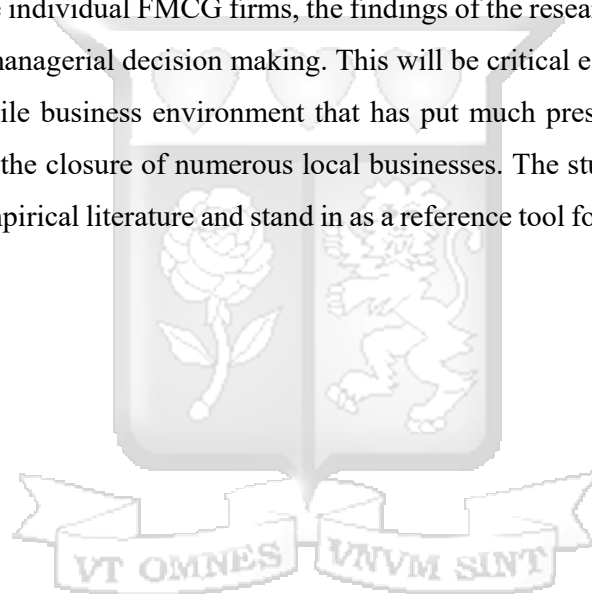 individual FMCG firms, the findings of the resear
managerial decision making. This will be critical e
ile business environment that has put much pres
the closure of numerous local businesses. The stu
pirical literature and stand in as a reference tool fo
VT OMNES VNVM SINT